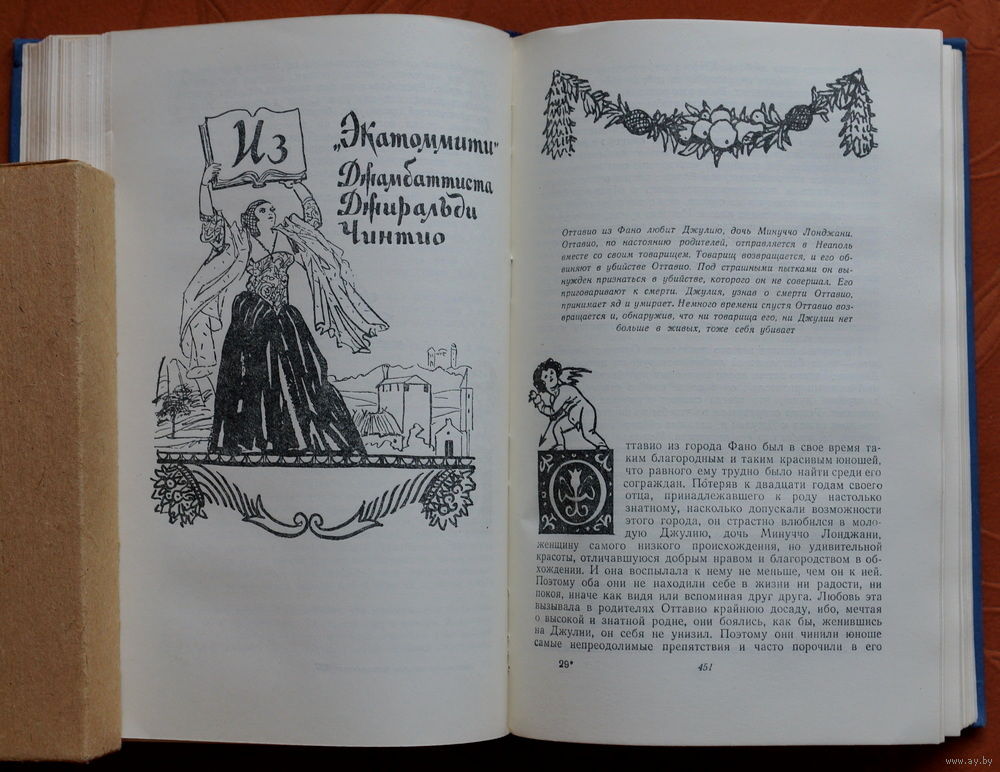 Из
„Экатоммити"
Джамбаттиста
Джиральди
Чинтио
Оттавио из Фано любит Джулию, дочь Минуччо Лонджани.
Оттавио, по настоянию родителей, отправляется в Неаполь
вместе со своим товарищем. Товарищ возвращается, и его об-
виняют в убийстве Оттавио. Под страшными пытками он вы-
нужден признаться в убийстве, которого он не совершал. Его
приговаривают к смерти. Джулия, узнав о смерти Оттавио,
принимает яд и умирает. Немного времени спустя Оттавио воз-
вращается и, обнаружив, что ни товарища его, ни Джулии нет
больше в живых, тоже себя убивает
Оттавио из города Фано был в свое время та-
ким благородным и таким красивым юношей,
что равного ему трудно было найти среди его
сограждан. Поте́ряв к двадцати годам своего
отца, принадлежавшего к роду настолько
знатному, насколько допускали возможности
этого города, он страстно влюбился в моло-
дую Джулию, дочь Минуччо Лонджани,
женщину самого низкого происхождения, но удивительной
красоты, отличавшуюся добрым нравом и благородством в об-
хождении. И она воспылала к нему не меньше, чем он к ней.
Поэтому оба они не находили себе в жизни ни радости, ни
покоя, иначе как видя или вспоминая друг друга. Любовь эта
вызывала в родителях Оттавио крайнюю досаду, ибо, мечтая
о высокой и знатной родне, они боялись, как бы, женившись
на Джулии, он себя не унизил. Поэтому они чинили юноше
самые непреодолимые препятствия и часто порочили в его
29*
451
www.ay.by